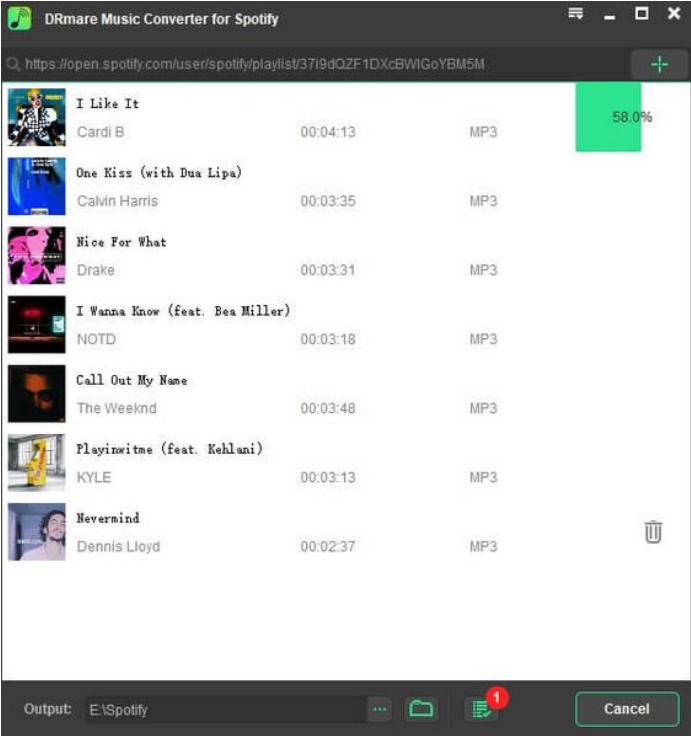 DRmare Music Converter for Spotify
https://open.spotify.com/user/spotify/playlist/37i9dQZF1DXcBWIGoYBM5M
I Like It
Cardi B 00:04:13 MP3 58.0%
One Kiss (with Dua Lipa)
Calvin Harris 00:03:35 MP3
Nice For What
Drake 00:03:31 MP3
I Wanna Know (feat. Bea Miller)
NOTD 00:03:18 MP3
Call Out My Name
The Weeknd 00:03:48 MP3
Playinwitme (feat. Kehlani)
KYLE 00:03:13 MP3
Nevermind
Dennis Lloyd 00:02:37 MP3
1
Output: E:\Spotify ... Cancel